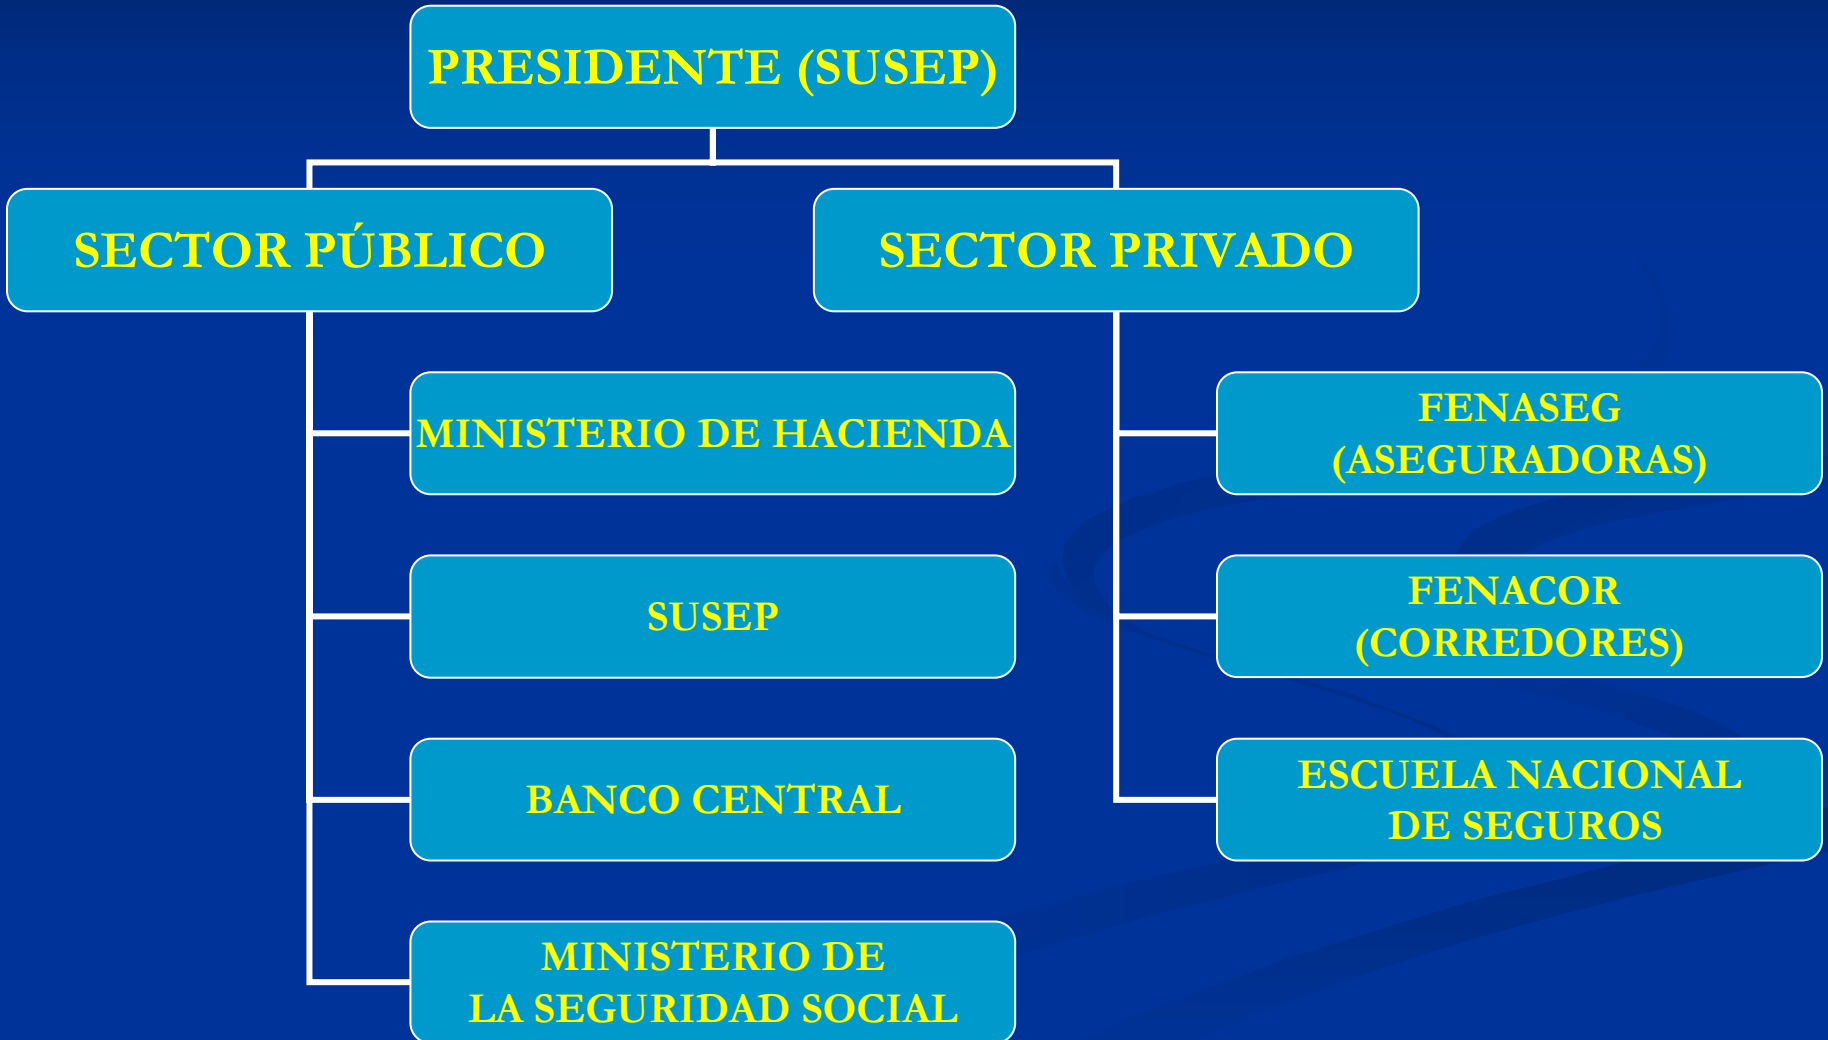 PRESIDENTE (SUSEP)
SECTOR PÚBLICO
SECTOR PRIVADO
MINISTERIO DE HACIENDA
SUSEP
BANCO CENTRAL
MINISTERIO DE
LA SEGURIDAD SOCIAL
FENASEG
(ASEGURADORAS)
FENACOR
(CORREDORES)
ESCUELA NACIONAL
DE SEGUROS